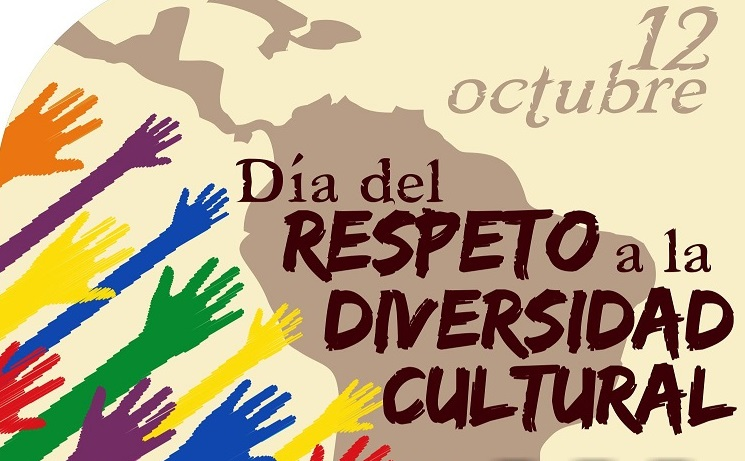 12
octubre
Día del
RESPETO a la
DIVERSIDAD
CULTURAL